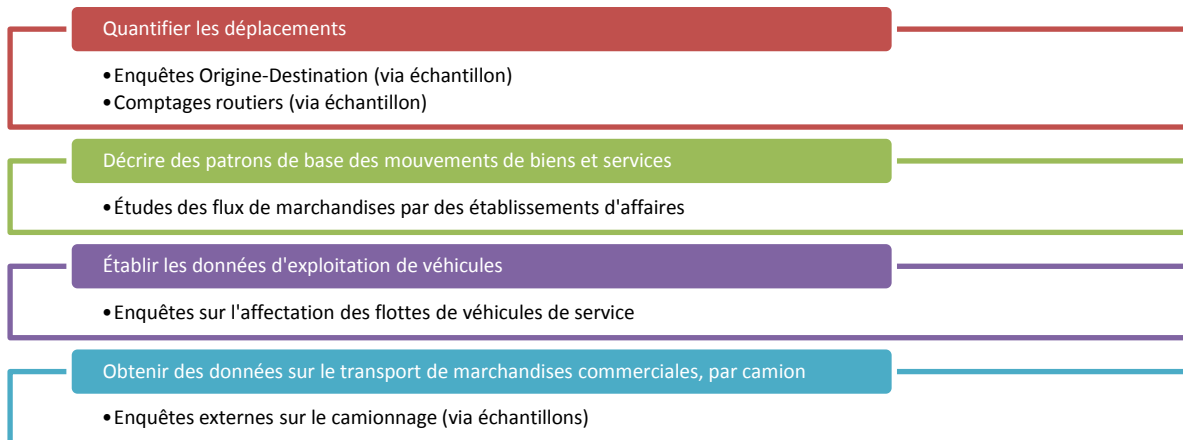 Quantifier les déplacements
•Enquêtes Origine-Destination (via échantillon)
•Comptages routiers (via échantillon)
Décrire des patrons de base des mouvements de biens et services
•Études des flux de marchandises par des établissements d'affaires
Établir les données d'exploitation de véhicules
•Enquêtes sur l'affectation des flottes de véhicules de service
Obtenir des données sur le transport de marchandises commerciales, par camion
•Enquêtes externes sur le camionnage (via échantillons)